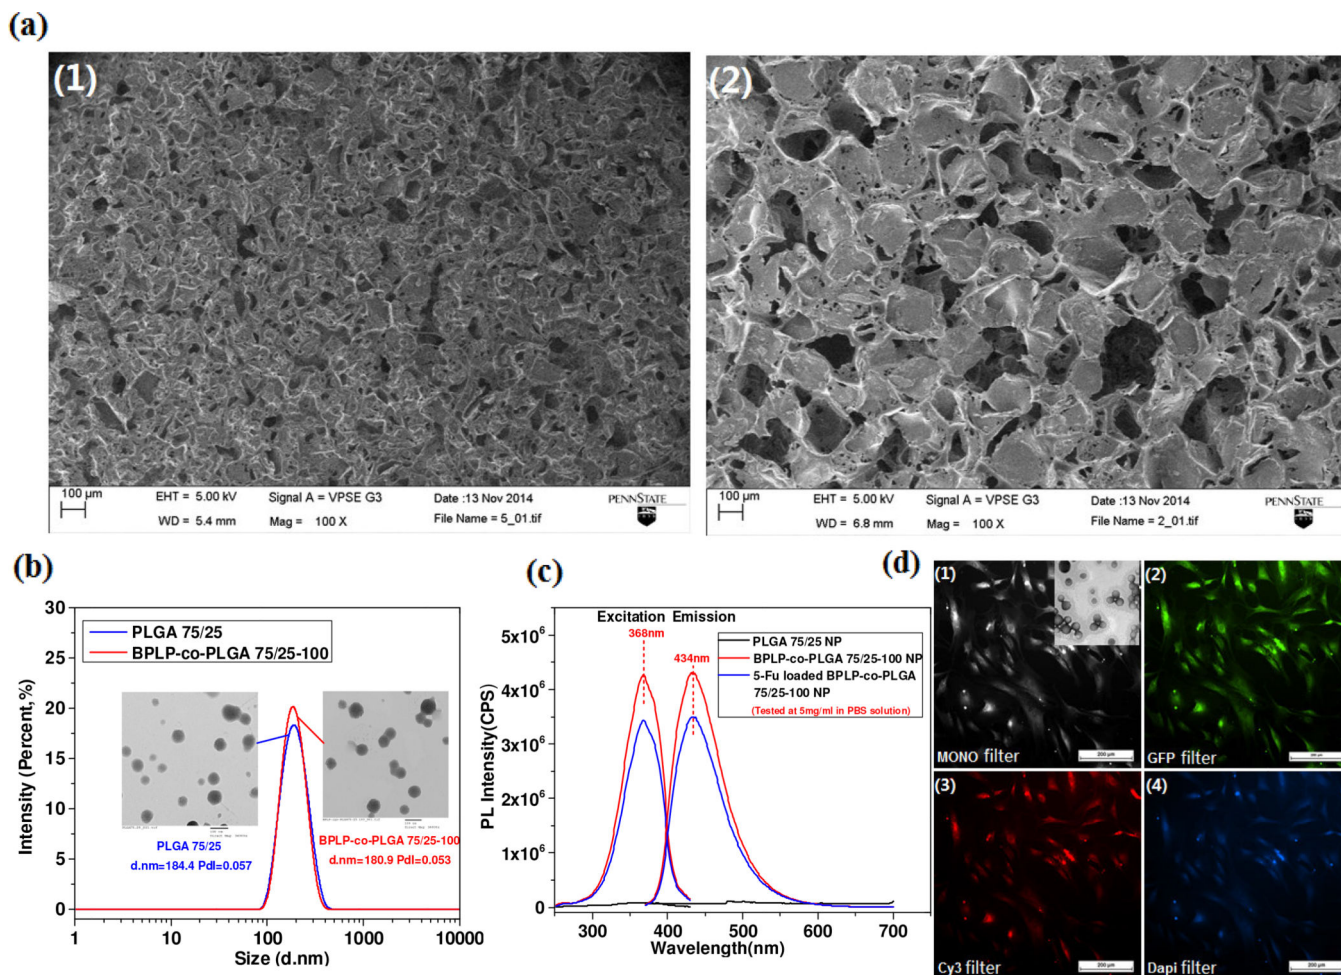 (a)
(1)
(2)
100 µm
EHT = 5.00 kV
Signal A = VPSE G3
Date :13 Nov 2014
PENNSTATE
WD = 5.4 mm
Mag = 100 X
File Name = 5_01.tif
100 µm
EHT = 5.00 kV
Signal A = VPSE G3
Date :13 Nov 2014
PENNSTATE
WD = 6.8 mm
Mag = 100 X
File Name = 2_01.tif
(b)
30
25
20
15
10
5
0
Intensity (Percent,%)
PLGA 75/25
BPLP-co-PLGA 75/25-100
PLGA 75/25
d.nm=184.4 PdI=0.057
BPLP-co-PLGA 75/25-100
d.nm=180.9 PdI=0.053
1
10
100
1000
10000
Size (d.nm)
(c)
5x10⁶
4x10⁶
3x10⁶
2x10⁶
1x10⁶
0
PL Intensity(CPS)
Excitation
Emission
368nm
434nm
PLGA 75/25 NP
BPLP-co-PLGA 75/25-100 NP
5-Fu loaded BPLP-co-PLGA
75/25-100 NP
(Tested at 5mg/ml in PBS solution)
300
400
500
600
700
Wavelength(nm)
(d)
(1)
MONO filter
200 µm
(2)
GFP filter
(3)
Cy3 filter
200 µm
(4)
Dapi filter
200 µm